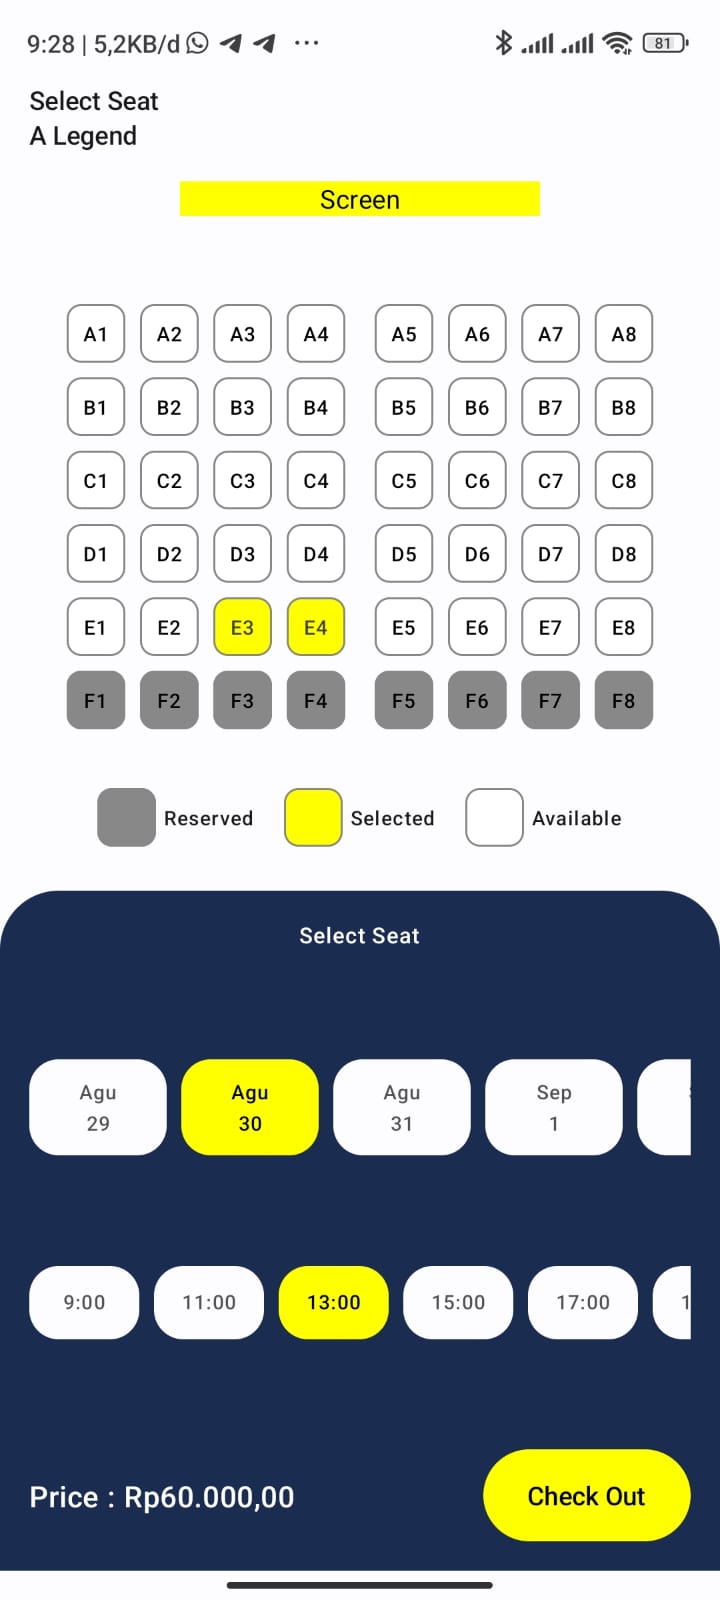 9:28 | 5,2KB/d ... 81
Select Seat
A Legend
Screen
A1 A2 A3 A4 A5 A6 A7 A8
B1 B2 B3 B4 B5 B6 B7 B8
C1 C2 C3 C4 C5 C6 C7 C8
D1 D2 D3 D4 D5 D6 D7 D8
E1 E2 E3 E4 E5 E6 E7 E8
F1 F2 F3 F4 F5 F6 F7 F8
Reserved Selected Available
Select Seat
Agu Agu Agu Sep
29 30 31 1
9:00 11:00 13:00 15:00 17:00
Price : Rp60.000,00 Check Out